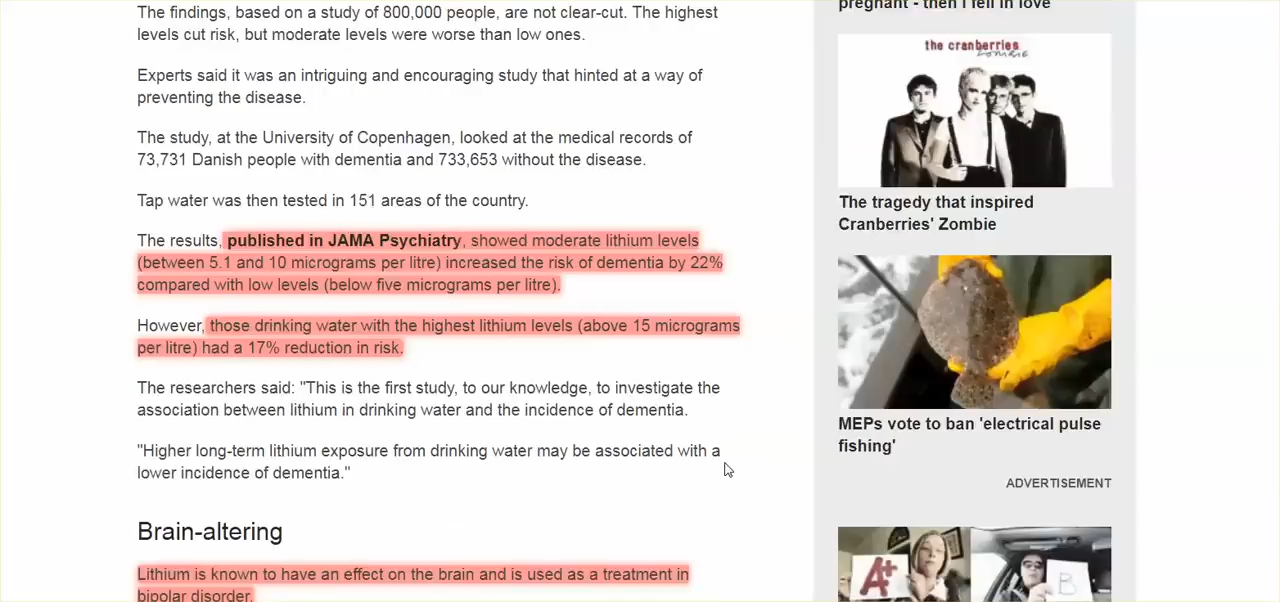 The findings, based on a study of 800,000 people, are not clear-cut. The highest
levels cut risk, but moderate levels were worse than low ones.
Experts said it was an intriguing and encouraging study that hinted at a way of
preventing the disease.
The study, at the University of Copenhagen, looked at the medical records of
73,731 Danish people with dementia and 733,653 without the disease.
Tap water was then tested in 151 areas of the country.
The results, published in JAMA Psychiatry, showed moderate lithium levels
(between 5.1 and 10 micrograms per litre) increased the risk of dementia by 22%
compared with low levels (below five micrograms per litre).
However, those drinking water with the highest lithium levels (above 15 micrograms
per litre) had a 17% reduction in risk.
The researchers said: "This is the first study, to our knowledge, to investigate the
association between lithium in drinking water and the incidence of dementia.
"Higher long-term lithium exposure from drinking water may be associated with a
lower incidence of dementia."
Brain-altering
Lithium is known to have an effect on the brain and is used as a treatment in
bipolar disorder.
pregnant - then I fell in love
the cranberries
zombie
The tragedy that inspired
Cranberries' Zombie
MEPs vote to ban 'electrical pulse
fishing'
ADVERTISEMENT
A+
B